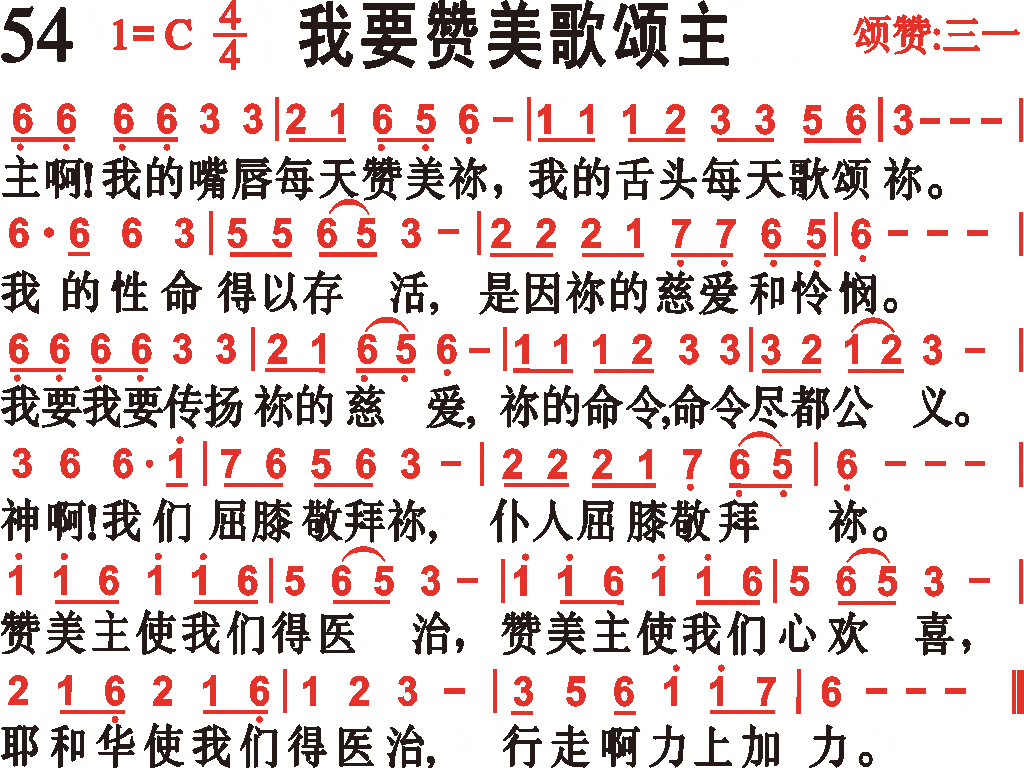 54 1=C 4/4 我要赞美歌颂主 颂赞:三一
6 6 6 6 3 3|2 1 6 5 6 -|1 1 1 2 3 3 5 6|3 - - -|
主啊!我的嘴唇每天赞美祢，我的舌头每天歌颂祢。
6·6 6 3|5 5 6 5 3 -|2 2 2 1 7 7 6 5|6 - - -|
我的性命得以存 活, 是因祢的慈爱和怜悯。
6 6 6 6 3 3|2 1 6 5 6 -|1 1 1 2 3 3|3 2 1 2 3 -|
我要我要传扬祢的慈 爱, 祢的命令,命令尽都公 义。
3 6 6·1|7 6 5 6 3 -|2 2 2 1 7 6 5|6 - - -|
神啊!我们屈膝敬拜祢, 仆人屈膝敬拜 祢。
1 1 6 1 1 6|5 6 5 3 -|1 1 6 1 1 6|5 6 5 3 -|
赞美主使我们得医 治，赞美主使我们心欢 喜，
2 1 6 2 1 6|1 2 3 -|3 5 6 1 1 7|6 - - -‖
耶和华使我们得医治, 行走啊力上加 力。